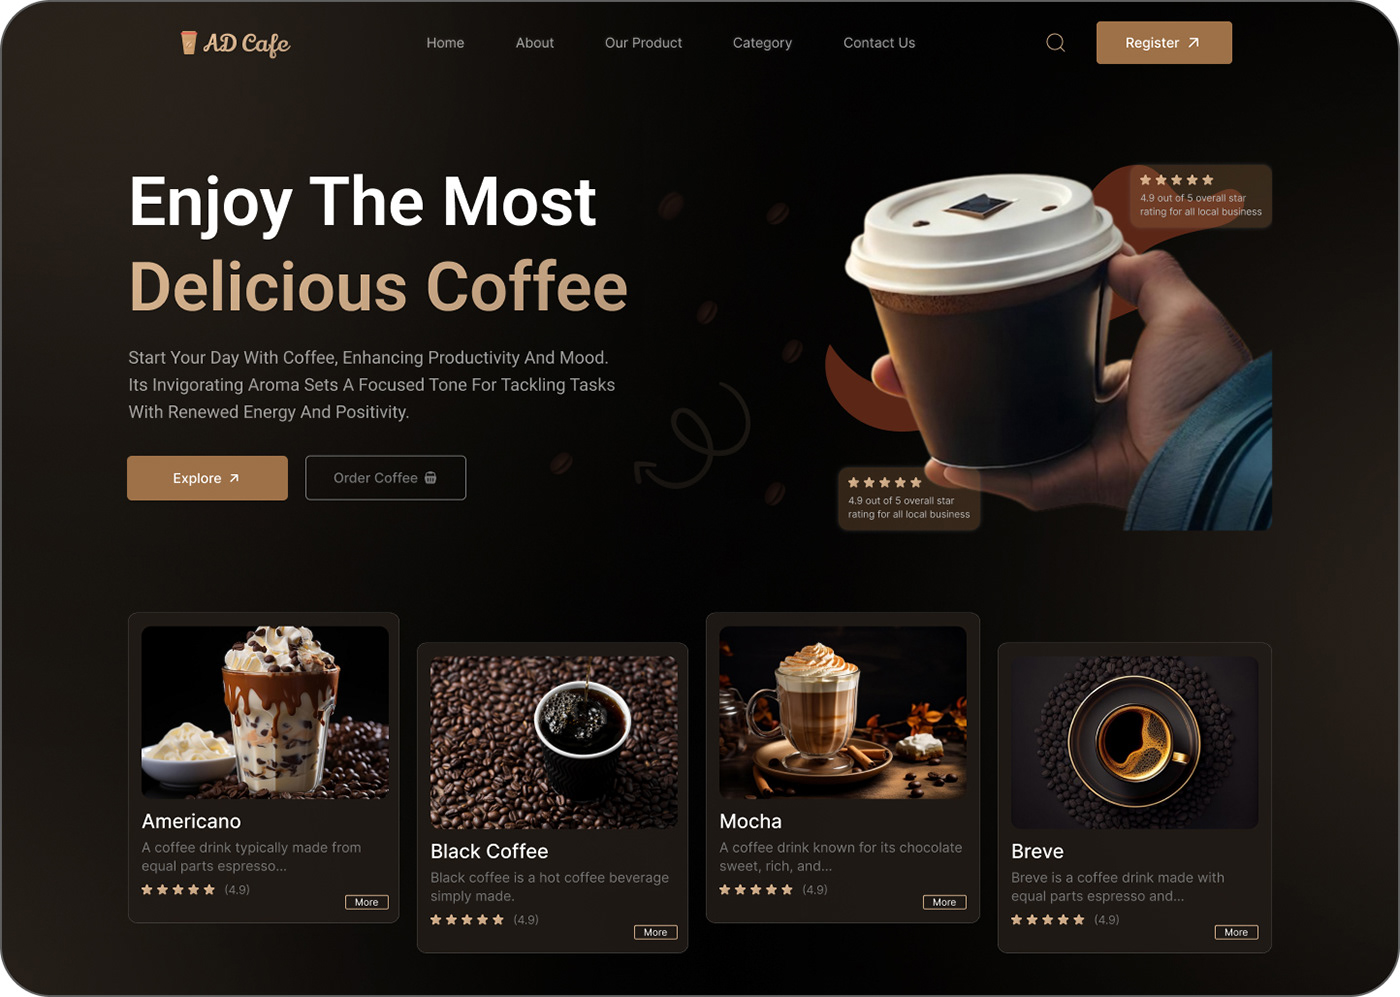 AD Cafe
Home
About
Our Product
Category
Contact Us
Register
Enjoy The Most
Delicious Coffee
Start Your Day With Coffee, Enhancing Productivity And Mood.
Its Invigorating Aroma Sets A Focused Tone For Tackling Tasks
With Renewed Energy And Positivity.
Explore
Order Coffee
4.9 out of 5 overall star
rating for all local business
4.9 out of 5 overall star
rating for all local business
Americano
A coffee drink typically made from
equal parts espresso...
(4.9)
More
Black Coffee
Black coffee is a hot coffee beverage
simply made.
(4.9)
More
Mocha
A coffee drink known for its chocolate
sweet, rich, and...
(4.9)
More
Breve
Breve is a coffee drink made with
equal parts espresso and...
(4.9)
More